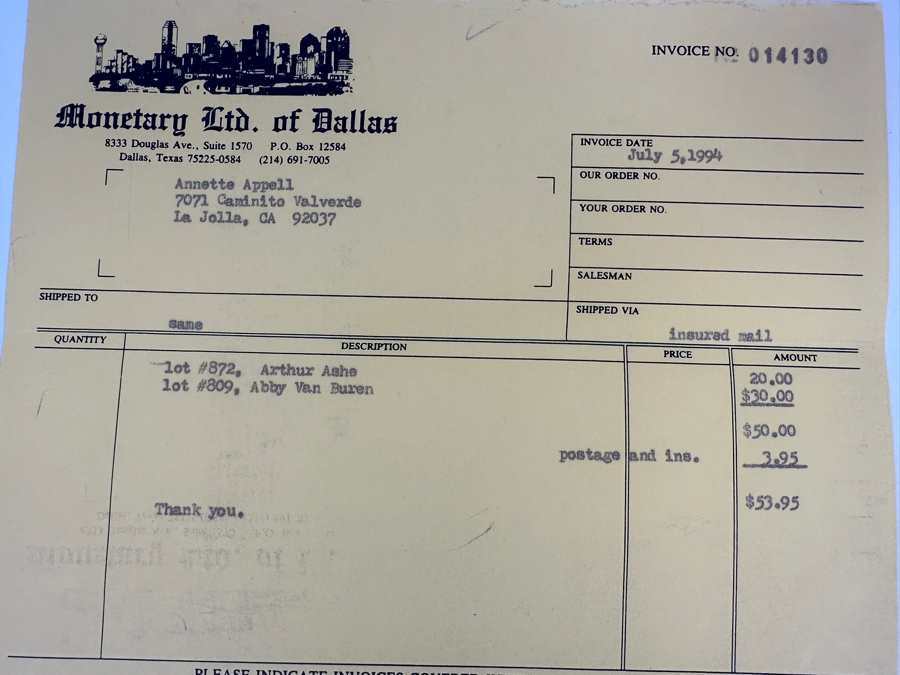 INVOICE NO. 014130
Monetary Ltd. of Dallas
8333 Douglas Ave., Suite 1570 P.O. Box 12584
Dallas, Texas 75225-0584 (214) 691-7005
INVOICE DATE
July 5,1994
OUR ORDER NO.
YOUR ORDER NO.
TERMS
SALESMAN
Annette Appell
7071 Caminito Valverde
La Jolla, CA 92037
SHIPPED TO
same
SHIPPED VIA
insured mail
QUANTITY DESCRIPTION PRICE AMOUNT
lot #872, Arthur Ashe 20.00
lot #809, Abby Van Buren $30.00
$50.00
postage and ins. 3.95
Thank you. $53.95
PLEASE INDICATE INVOICES